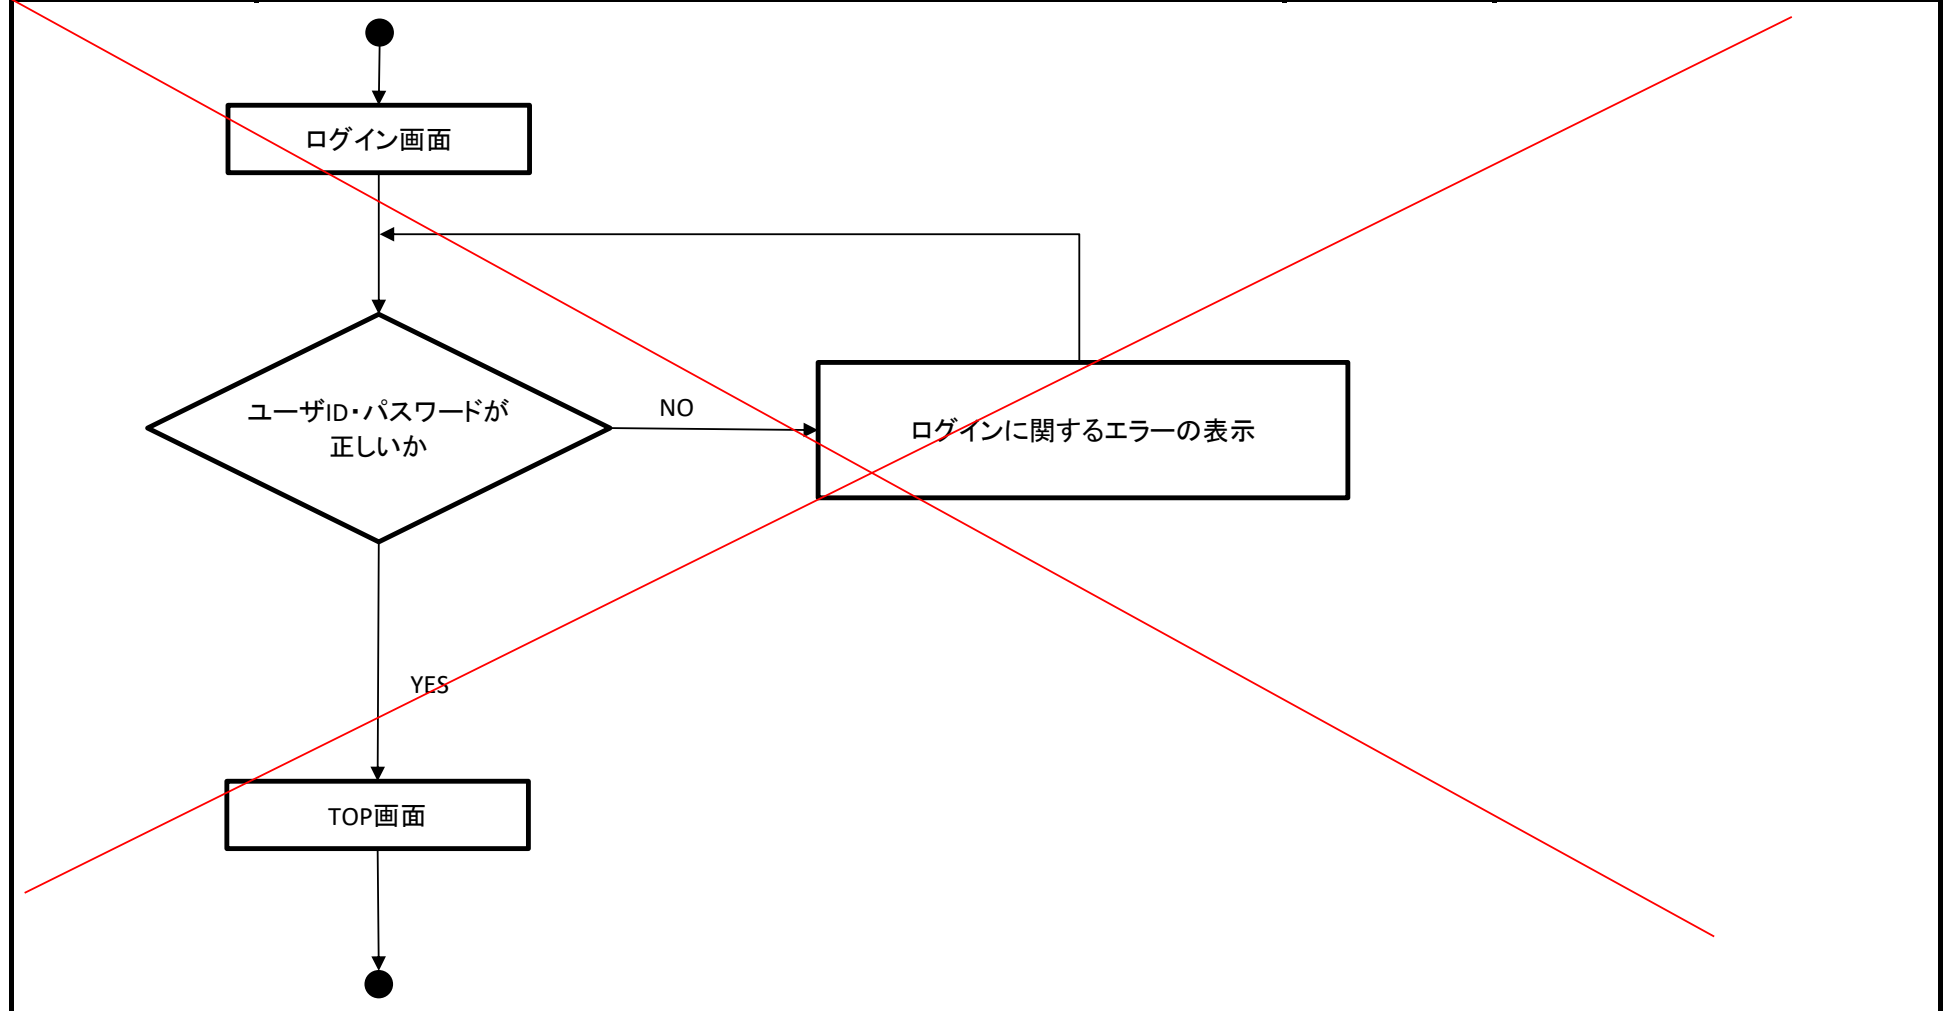 ログイン画面
ユーザID・パスワードが
正しいか
NO
ログインに関するエラーの表示
YES
TOP画面